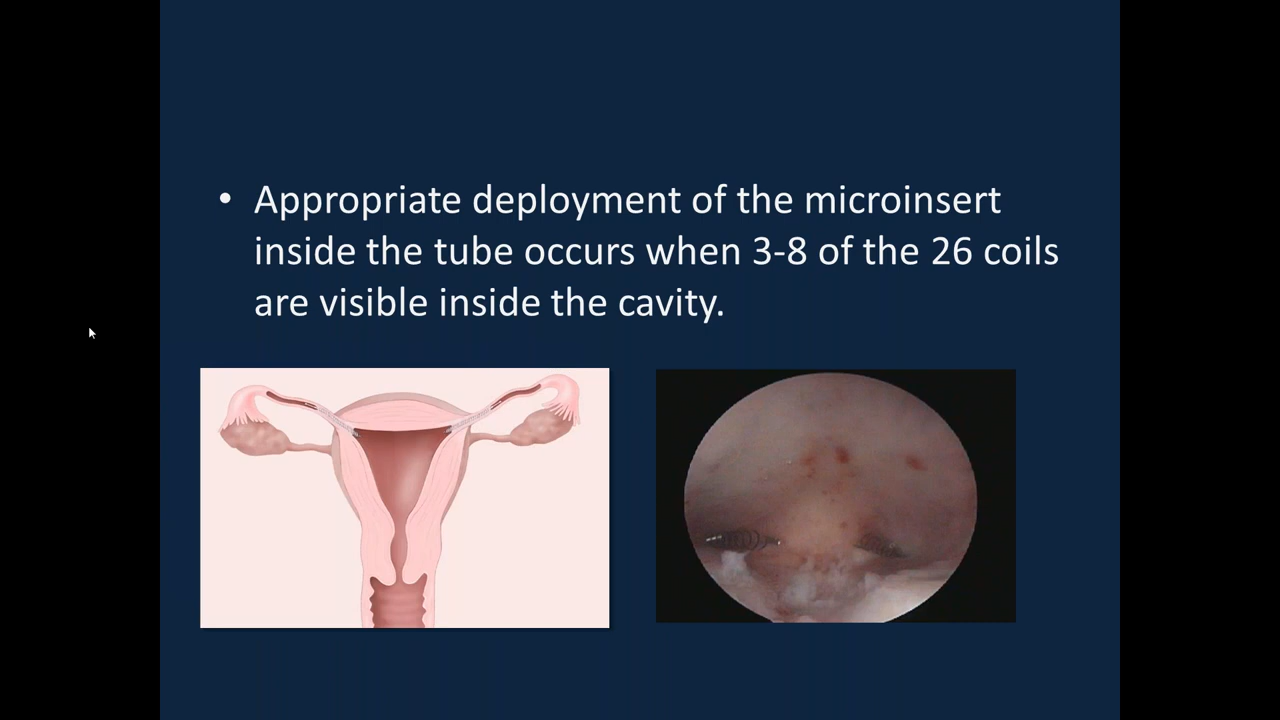 • Appropriate deployment of the microinsert
inside the tube occurs when 3-8 of the 26 coils
are visible inside the cavity.